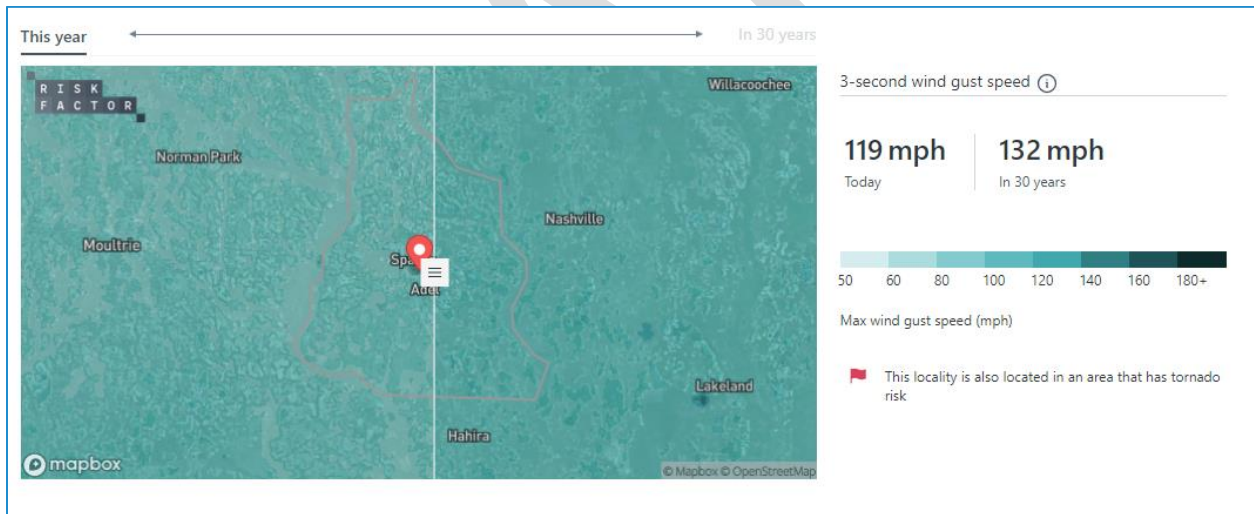 This year
In 30 years
RISK
FACTOR
Willacoochee
Norman Park
Nashville
Moultrie
Adel
Lakeland
Hahira
mapbox
© Mapbox © OpenStreetMap
3-second wind gust speed
119 mph
132 mph
Today
In 30 years
50 60 80 100 120 140 160 180+
Max wind gust speed (mph)
This locality is also located in an area that has tornado
risk